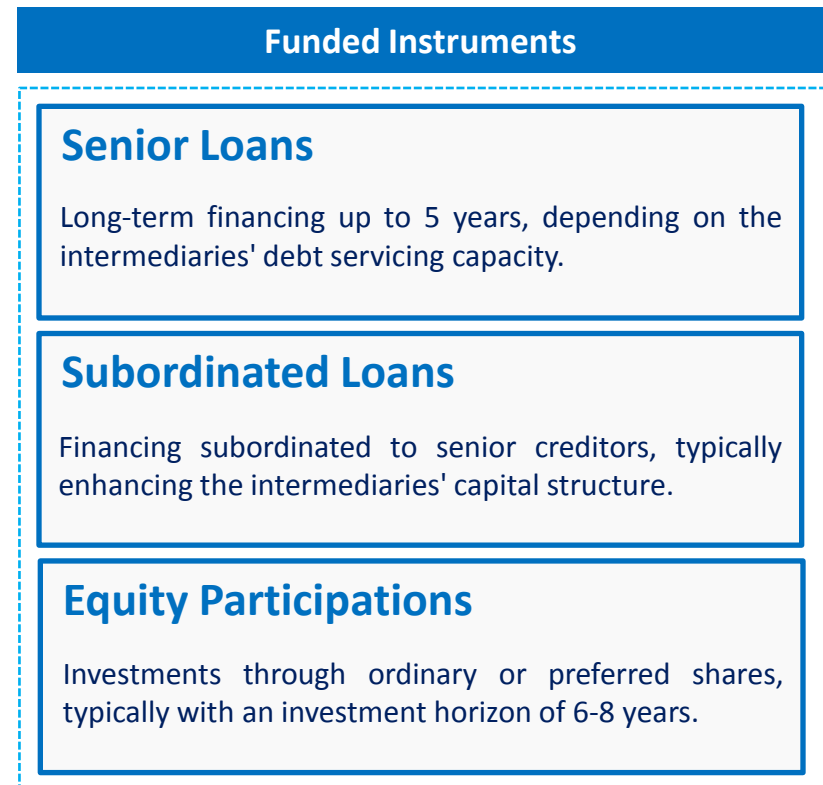 Funded Instruments
Senior Loans
Long-term financing up to 5 years, depending on the
intermediaries' debt servicing capacity.
Subordinated Loans
Financing subordinated to senior creditors, typically
enhancing the intermediaries' capital structure.
Equity Participations
Investments through ordinary or preferred shares,
typically with an investment horizon of 6-8 years.